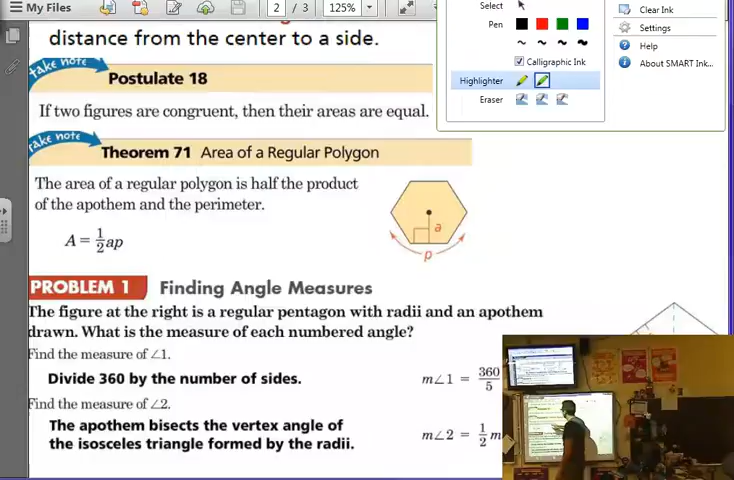 My Files
2 / 3
125%
Select
Pen
Calligraphic Ink
Highlighter
Eraser
Clear Ink
Settings
Help
About SMART Ink...
distance from the center to a side.
take note
Postulate 18
If two figures are congruent, then their areas are equal.
take note
Theorem 71 Area of a Regular Polygon
The area of a regular polygon is half the product
of the apothem and the perimeter.
A = 1/2 ap
a
p
PROBLEM 1 Finding Angle Measures
The figure at the right is a regular pentagon with radii and an apothem
drawn. What is the measure of each numbered angle?
Find the measure of ∠1.
Divide 360 by the number of sides.
m∠1 = 360/5
Find the measure of ∠2.
The apothem bisects the vertex angle of
the isosceles triangle formed by the radii.
m∠2 = 1/2 m